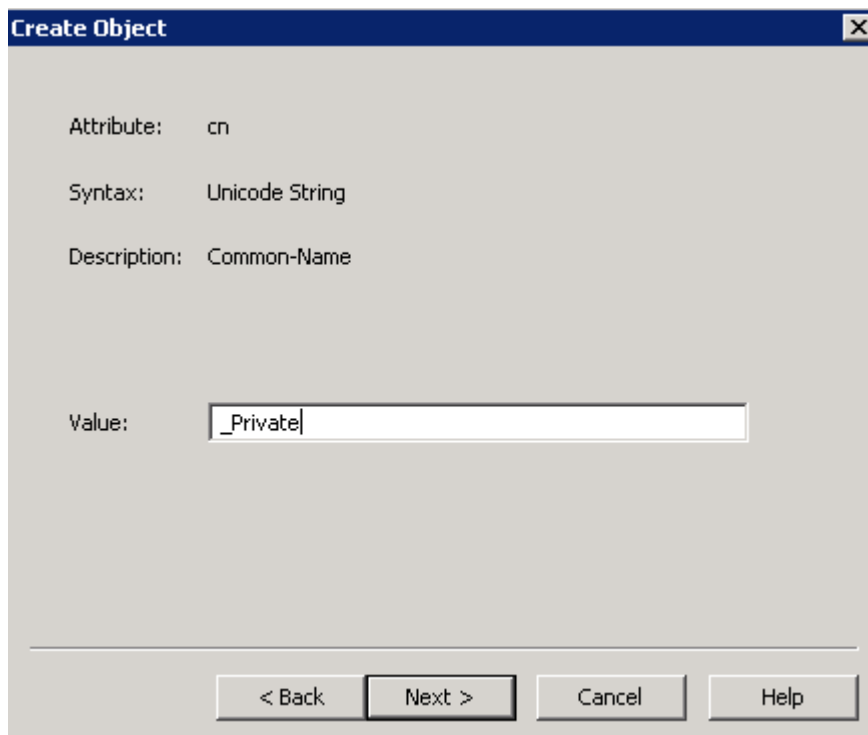 Create Object
Attribute: cn
Syntax: Unicode String
Description: Common-Name
Value: _Private
< Back Next > Cancel Help